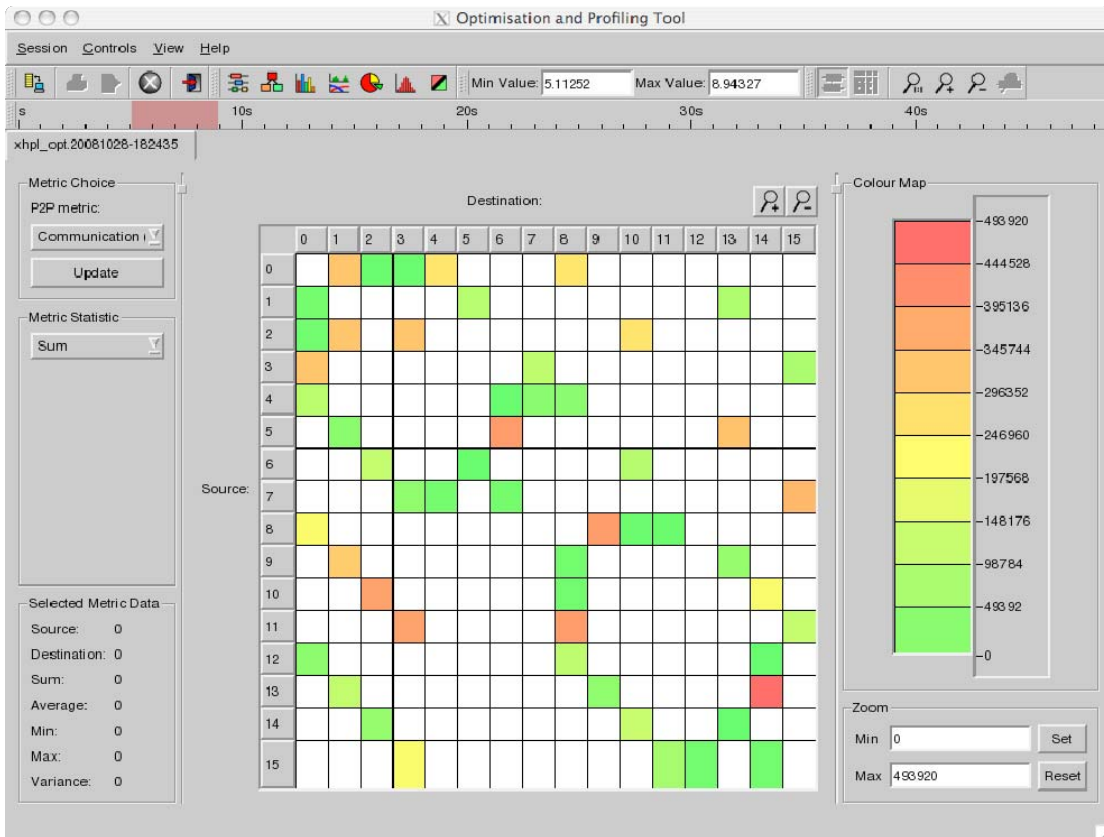 X Optimisation and Profiling Tool
Session Controls View Help
Min Value: 5.11252 Max Value: 8.94327
s 10s 20s 30s 40s
xhpl_opt.20081028-182435
Metric Choice
P2P metric:
Communication (
Update
Metric Statistic
Sum
Selected Metric Data
Source: 0
Destination: 0
Sum: 0
Average: 0
Min: 0
Max: 0
Variance: 0
Destination:
0 1 2 3 4 5 6 7 8 9 10 11 12 13 14 15
Source:
0
1
2
3
4
5
6
7
8
9
10
11
12
13
14
15
Colour Map
493920
444528
395136
345744
296352
246960
197568
148176
98784
49392
0
Zoom
Min 0 Set
Max 493920 Reset